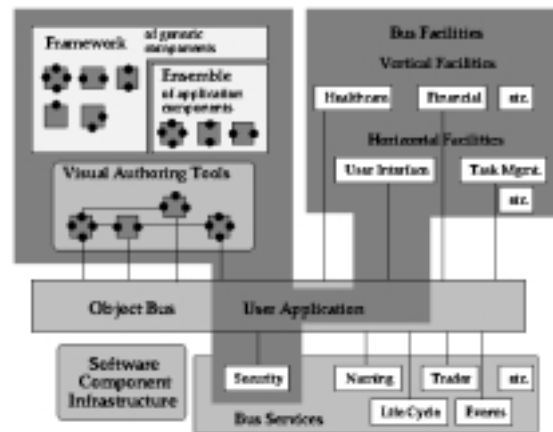 Framework
of generic
components
Ensemble
of application
components
Visual Authoring Tools
Bus Facilities
Vertical Facilities
Healthcare
Financial
etc.
Horizontal Facilities
User Interface
Task Mgmt.
etc.
Object Bus
User Application
Software
Component
Infrastructure
Security
Naming
Trader
etc.
Life Cycle
Events
Bus Services